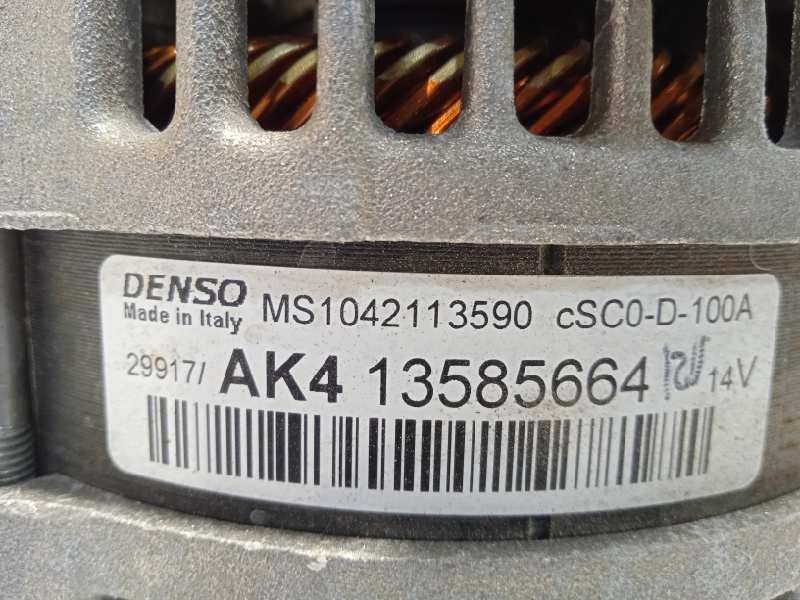 DENSO MS1042113590 cSC0-D-100A
Made in Italy
29917/ AK4 13585664 14V